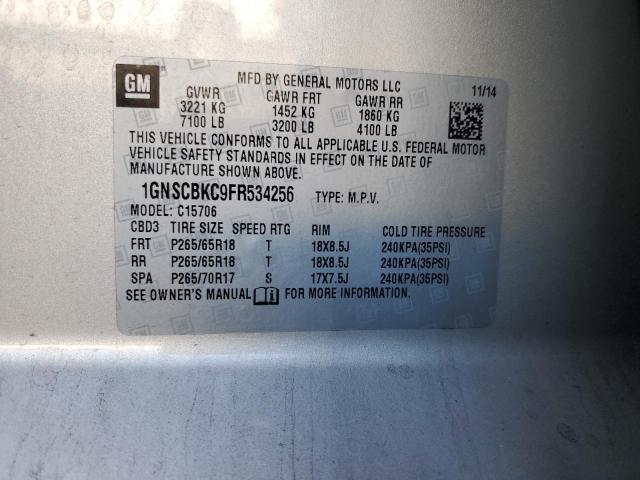 GM
MFD BY GENERAL MOTORS LLC
11/14
GVWR GAWR FRT GAWR RR
3221 KG 1452 KG 1860 KG
7100 LB 3200 LB 4100 LB
THIS VEHICLE CONFORMS TO ALL APPLICABLE U.S. FEDERAL MOTOR
VEHICLE SAFETY STANDARDS IN EFFECT ON THE DATE OF
MANUFACTURE SHOWN ABOVE.
1GNSCBKC9FR534256 TYPE: M.P.V.
MODEL: C15706
CBD3 TIRE SIZE SPEED RTG RIM COLD TIRE PRESSURE
FRT P265/65R18 T 18X8.5J 240KPA(35PSI)
RR P265/65R18 T 18X8.5J 240KPA(35PSI)
SPA P265/70R17 S 17X7.5J 240KPA(35PSI)
SEE OWNER'S MANUAL FOR MORE INFORMATION.